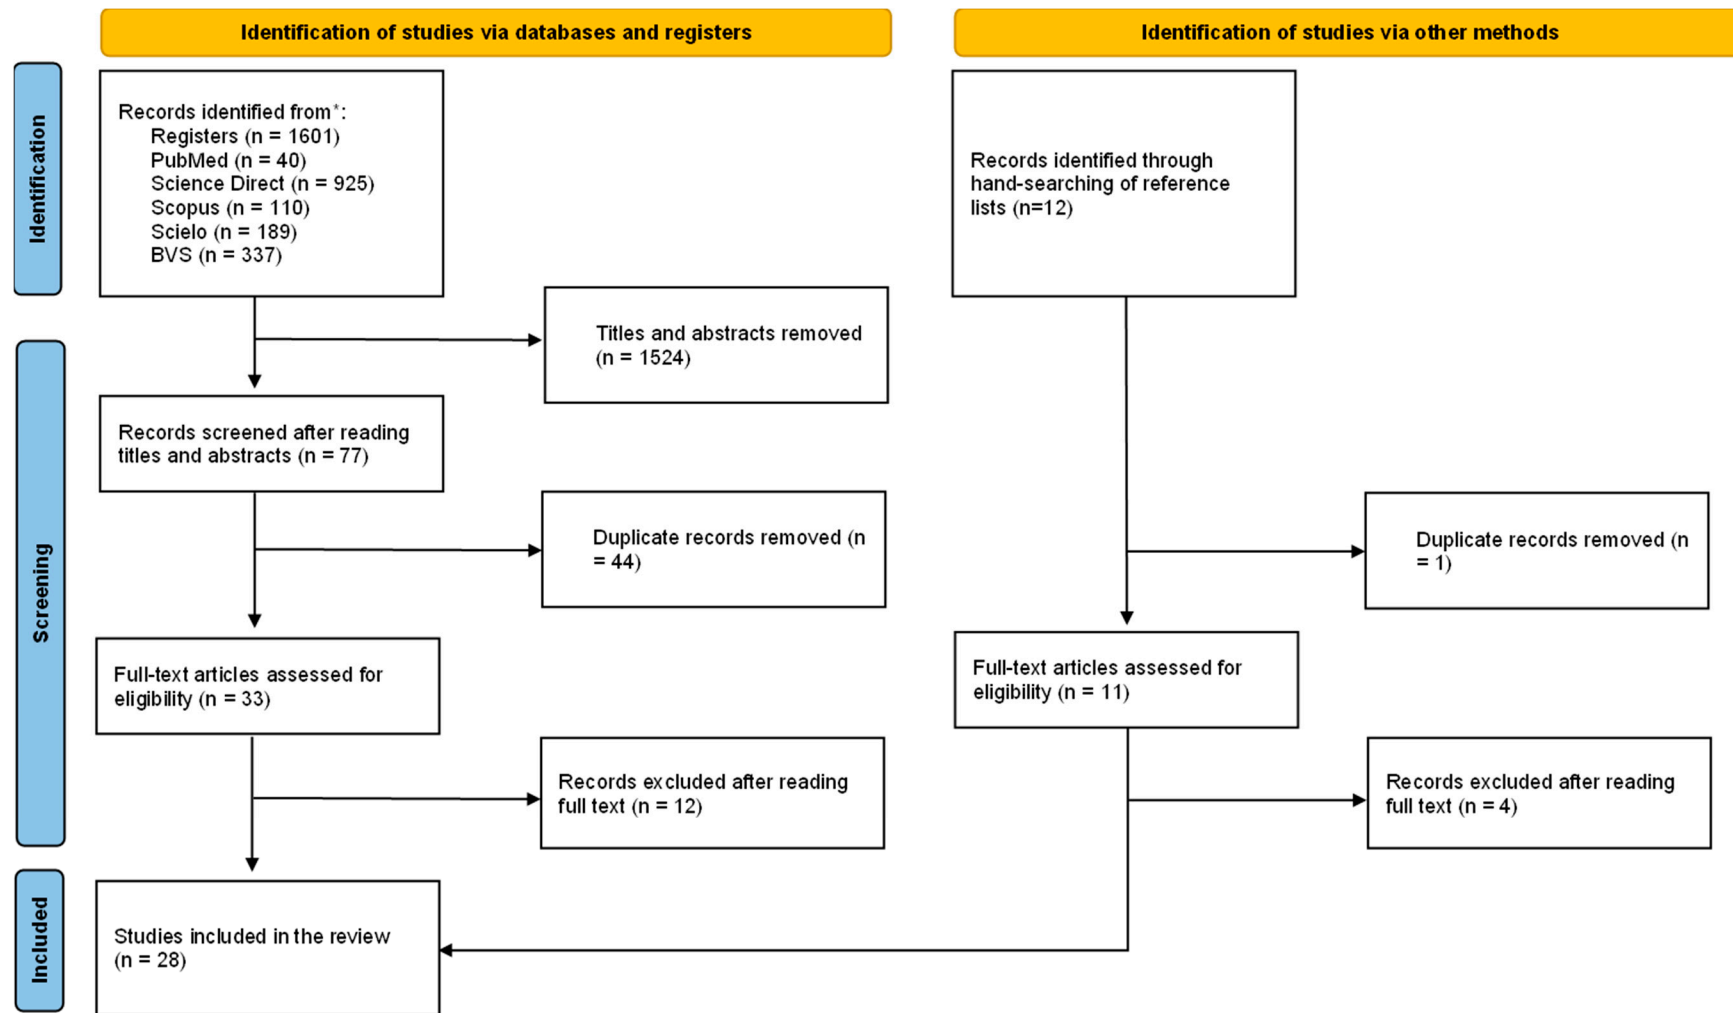 Identification of studies via databases and registers
Identification of studies via other methods
Identification
Records identified from*:
Registers (n = 1601)
PubMed (n = 40)
Science Direct (n = 925)
Scopus (n = 110)
Scielo (n = 189)
BVS (n = 337)
Records identified through
hand-searching of reference
lists (n=12)
Titles and abstracts removed
(n = 1524)
Screening
Records screened after reading
titles and abstracts (n = 77)
Duplicate records removed (n
= 44)
Duplicate records removed (n
= 1)
Full-text articles assessed for
eligibility (n = 33)
Full-text articles assessed for
eligibility (n = 11)
Records excluded after reading
full text (n = 12)
Records excluded after reading
full text (n = 4)
Included
Studies included in the review
(n = 28)